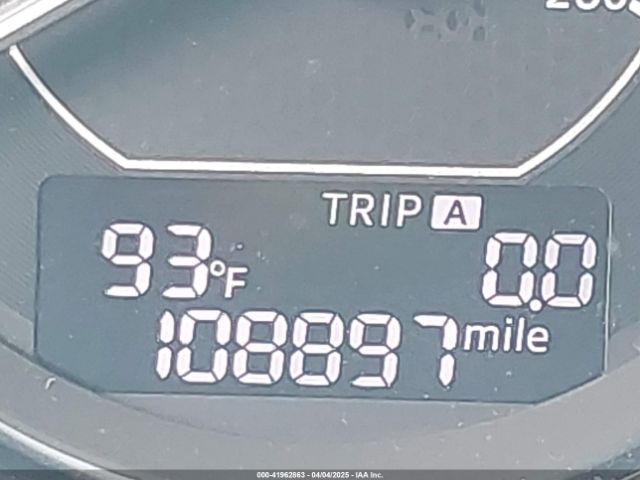 TRIP A
93°F 0.0
108897 mile
000-41962863 - 04/04/2025 - IAA Inc.